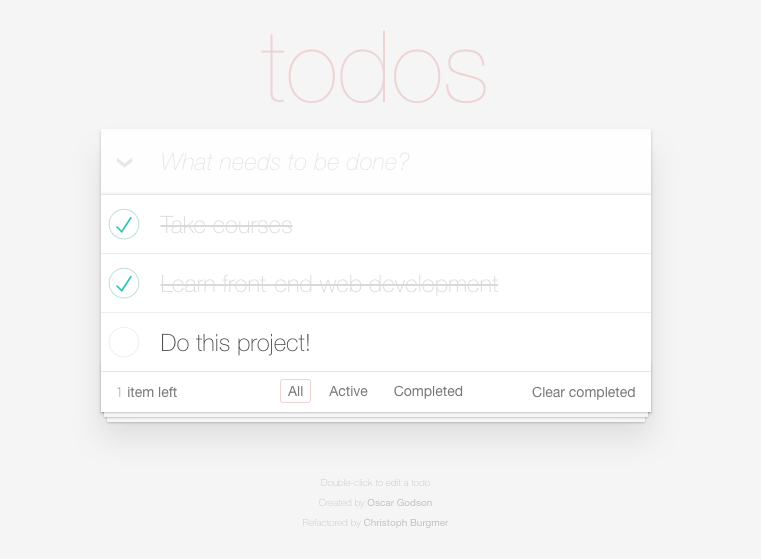 todos
What needs to be done?
Take courses
Learn front-end web development
Do this project!
1 item left All Active Completed Clear completed
Double-click to edit a todo
Created by Oscar Godson
Refactored by Christoph Burgmer